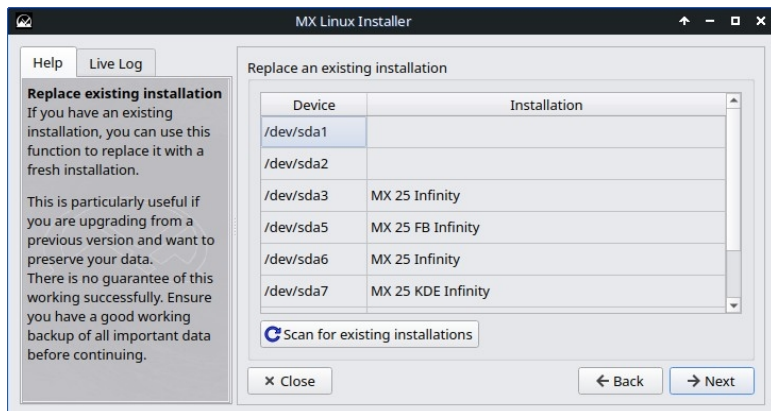 MX Linux Installer
Help
Live Log
Replace existing installation
If you have an existing
installation, you can use this
function to replace it with a
fresh installation.
This is particularly useful if
you are upgrading from a
previous version and want to
preserve your data.
There is no guarantee of this
working successfully. Ensure
you have a good working
backup of all important data
before continuing.
Replace an existing installation
Device Installation
/dev/sda1
/dev/sda2
/dev/sda3 MX 25 Infinity
/dev/sda5 MX 25 FB Infinity
/dev/sda6 MX 25 Infinity
/dev/sda7 MX 25 KDE Infinity
Scan for existing installations
Close
Back
Next